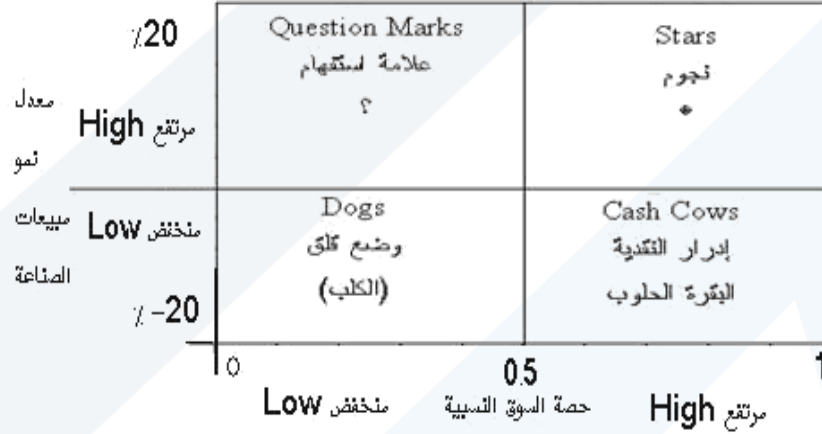 ٪20
Question Marks
علامة استفهام
؟
Stars
نجوم
*
معدل
نمو
مبيعات
الصناعة
مرتفع High
منخفض Low
٪ -20
Dogs
وضع قلق
(الكلب)
Cash Cows
إدرار النقدية
البقرة الحلوب
0
0.5
1
منخفض Low
حصة السوق النسبية
مرتفع High